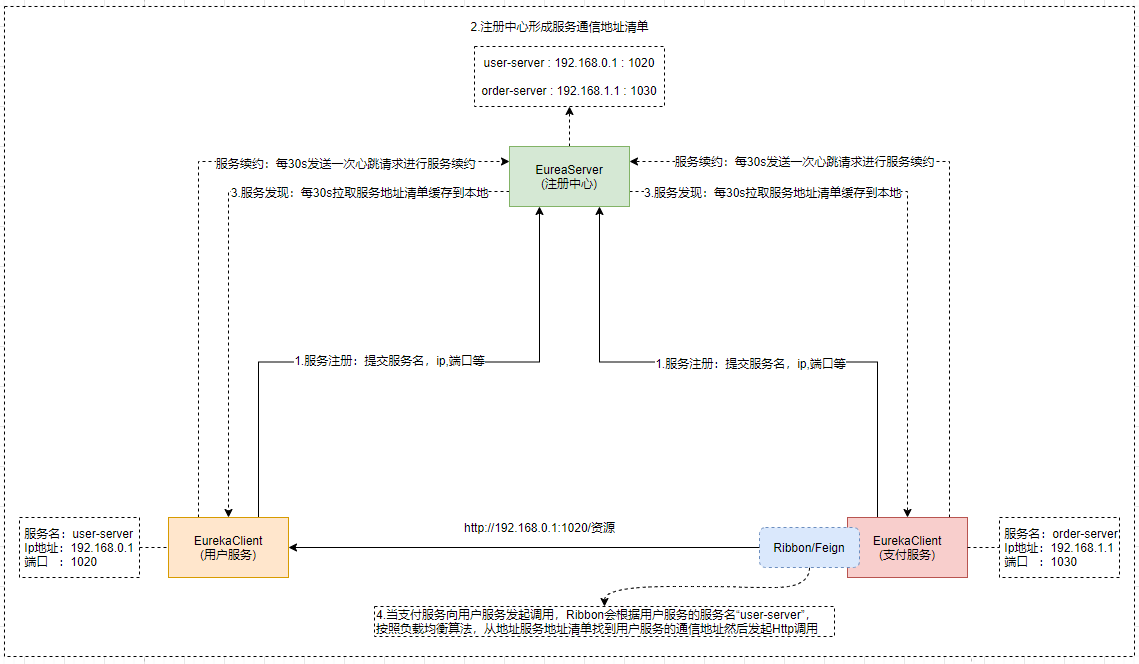 2.注册中心形成服务通信地址清单
user-server : 192.168.0.1 : 1020
order-server : 192.168.1.1 : 1030
EureaServer
(注册中心)
服务续约：每30s发送一次心跳请求进行服务续约
服务续约：每30s发送一次心跳请求进行服务续约
3.服务发现：每30s拉取服务地址清单缓存到本地
3.服务发现：每30s拉取服务地址清单缓存到本地
1.服务注册：提交服务名，ip,端口等
1.服务注册：提交服务名，ip,端口等
服务名：user-server
Ip地址：192.168.0.1
端口 ：1020
EurekaClient
(用户服务)
http://192.168.0.1:1020/资源
Ribbon/Feign
EurekaClient
(支付服务)
服务名：order-server
Ip地址：192.168.1.1
端口 ：1030
4.当支付服务向用户服务发起调用，Ribbon会根据用户服务的服务名“user-server”，
按照负载均衡算法，从地址服务地址清单找到用户服务的通信地址然后发起Http调用